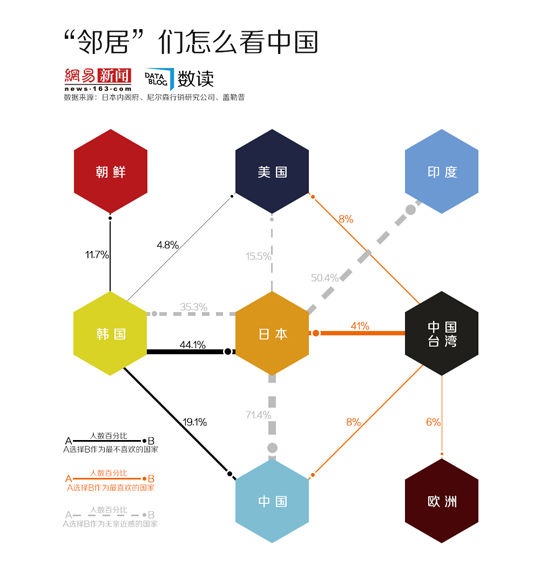 “邻居”们怎么看中国
網易新闻
news·163·com
DATA BLOG 数读
数据来源：日本内阁府、尼尔森行销研究公司、盖勒普
朝鲜
美国
印度
8%
4.8%
11.7%
15.5%
50.4%
35.3%
韩国
日本
41%
中国
台湾
44.1%
71.4%
19.1%
8%
6%
人数百分比
A B
A选择B作为最不喜欢的国家
人数百分比
A B
A选择B作为最喜欢的国家
人数百分比
A B
A选择B作为无亲近感的国家
中国
欧洲